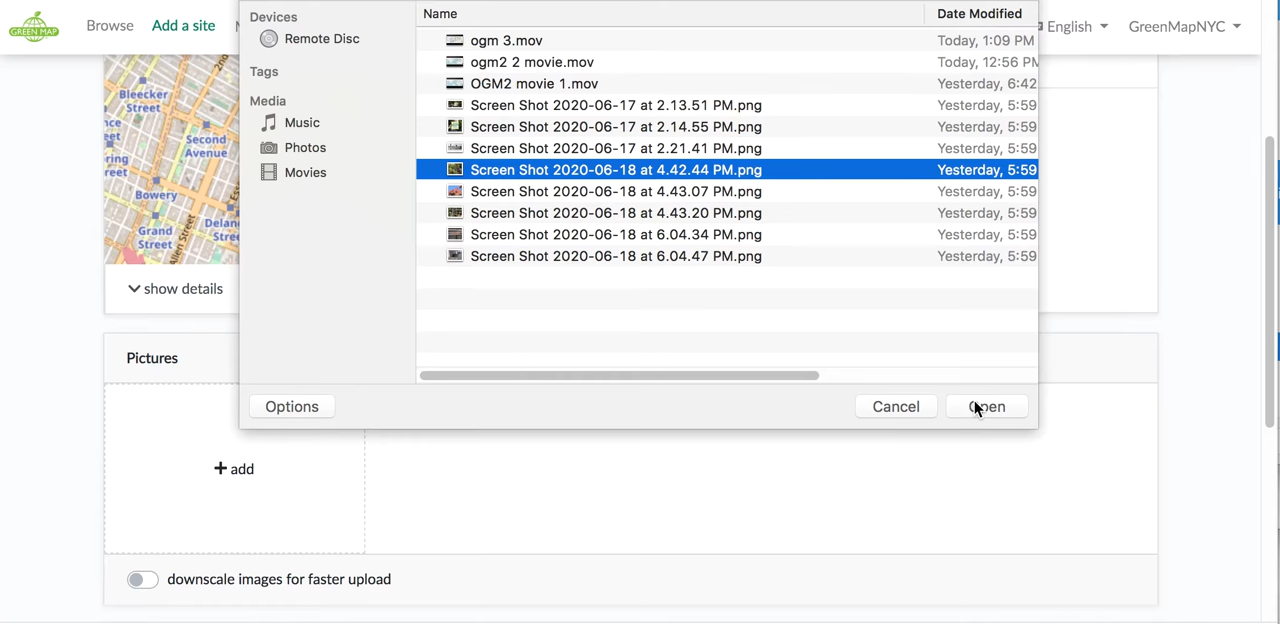 GREEN MAP
Browse
Add a site
English
GreenMapNYC
Devices
Remote Disc
Tags
Media
Music
Photos
Movies
Name
Date Modified
ogm 3.mov
Today, 1:09 PM
ogm2 2 movie.mov
Today, 12:56 PM
OGM2 movie 1.mov
Yesterday, 6:42
Screen Shot 2020-06-17 at 2.13.51 PM.png
Yesterday, 5:59
Screen Shot 2020-06-17 at 2.14.55 PM.png
Yesterday, 5:59
Screen Shot 2020-06-17 at 2.21.41 PM.png
Yesterday, 5:59
Screen Shot 2020-06-18 at 4.42.44 PM.png
Yesterday, 5:59
Screen Shot 2020-06-18 at 4.43.07 PM.png
Yesterday, 5:59
Screen Shot 2020-06-18 at 4.43.20 PM.png
Yesterday, 5:59
Screen Shot 2020-06-18 at 6.04.34 PM.png
Yesterday, 5:59
Screen Shot 2020-06-18 at 6.04.47 PM.png
Yesterday, 5:59
Options
Cancel
Open
Bleecker
Street
Second
Avenue
Bowery
Grand
Street
Allen Street
show details
Pictures
+ add
downscale images for faster upload